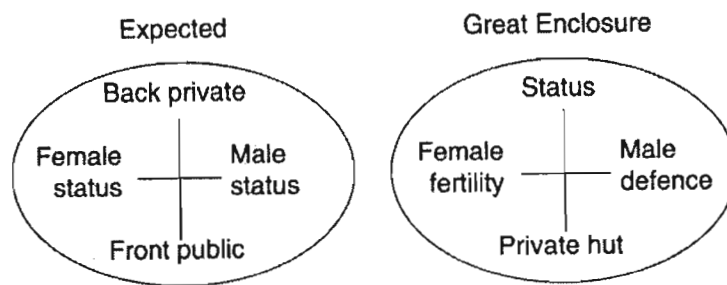 Expected
Back private
Female
status
Male
status
Front public
Great Enclosure
Status
Female
fertility
Male
defence
Private hut